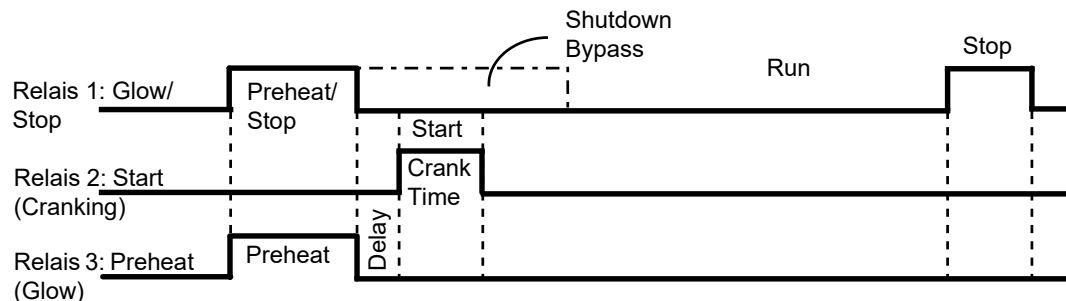 Shutdown
Bypass
Stop
Run
Relais 1: Glow/
Stop
Preheat/
Stop
Start
Relais 2: Start
(Cranking)
Crank
Time
Delay
Relais 3: Preheat
(Glow)
Preheat